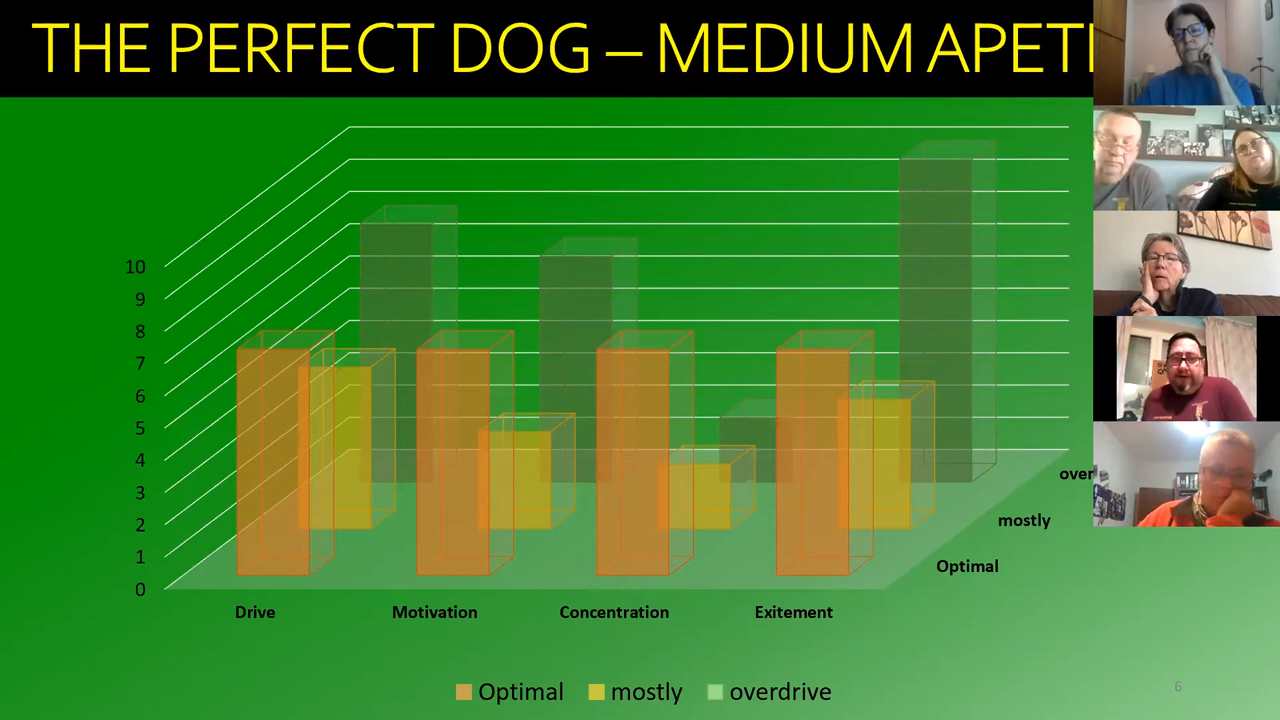 THE PERFECT DOG – MEDIUM APETI
10
9
8
7
6
5
4
3
2
1
0
over
mostly
Optimal
Drive Motivation Concentration Exitement
Optimal mostly overdrive
6